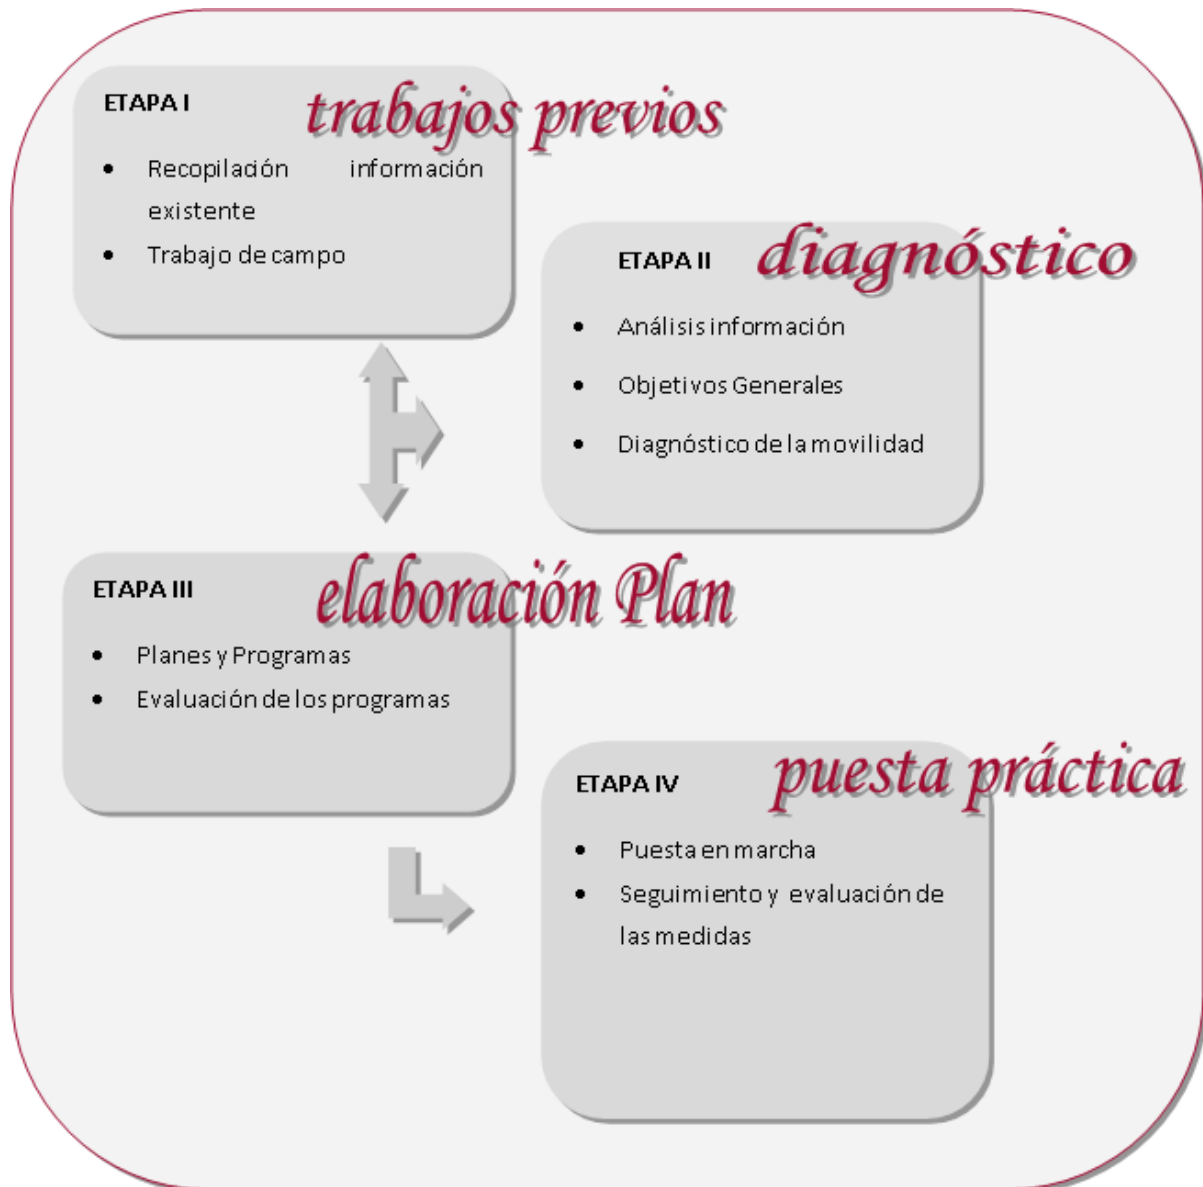 ETAPA I
trabajos previos
• Recopilación información
existente
• Trabajo de campo
ETAPA II
diagnóstico
• Análisis información
• Objetivos Generales
• Diagnóstico de la movilidad
ETAPA III
elaboración Plan
• Planes y Programas
• Evaluación de los programas
ETAPA IV
puesta práctica
• Puesta en marcha
• Seguimiento y evaluación de
las medidas